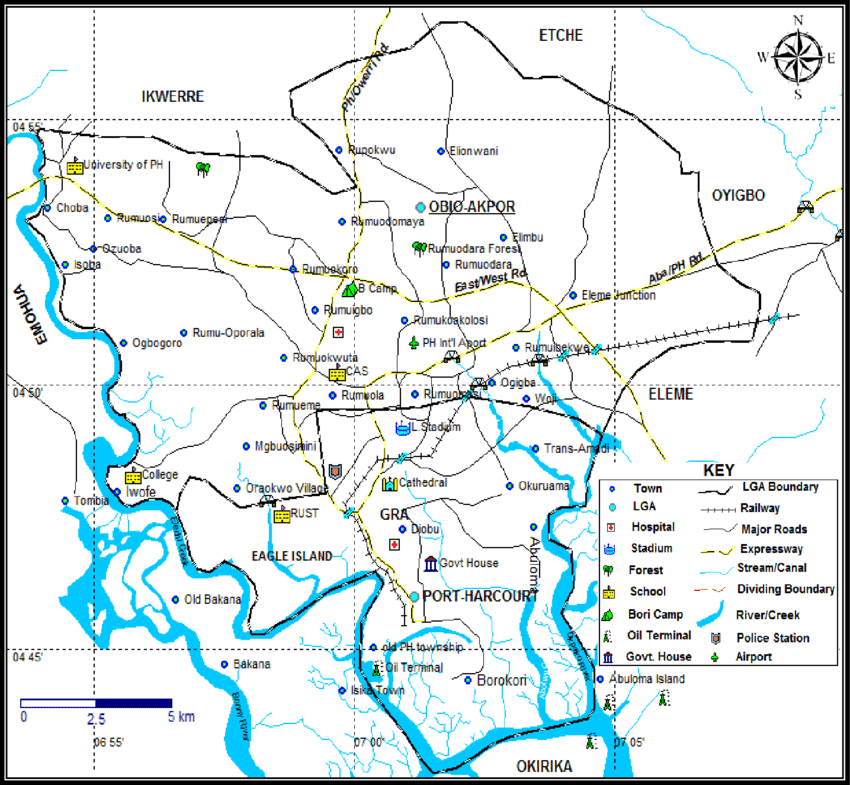 ETCHE
N
W
E
S
Ph/Owerri Rd.
IKWERRE
04 55'
Rupokwu
Elionwani
University of PH
OYIGBO
Choba
OBIO-AKPOR
Rumuosi
Rumuepeni
Rumuodomaya
Elimbu
Ozuoba
Rumuodara Forest
Isoba
Rumuokoro
Rumuodara
Aba/PH Rd.
East/West Rd.
B Camp
Eleme Junction
EMOHUA
Rumuigbo
Rumukoakolosi
Rumu-Oporala
Ogbogoro
PH Int'l Aport
Rumuibekwe
Rumuokwuta
CAS
04 50'
Ogigba
ELEME
Rumuola
Rumuomasi
Woji
Rumueme
L Stadium
Mgbuosimini
Trans-Amadi
KEY
College
Iwofe
Oraokwo Village
Cathedral
Okuruama
Tombia
RUST
GRA
Diobu
Abuloma
EAGLE ISLAND
Govt House
Old Bakana
PORT-HARCOURT
Town
LGA
Hospital
Stadium
Forest
School
Bori Camp
Oil Terminal
Govt. House
LGA Boundary
Railway
Major Roads
Expressway
Stream/Canal
Dividing Boundary
River/Creek
Police Station
Airport
04 45'
old PH township
Bakana
Oil Terminal
Borokori
Abuloma Island
Isika Town
0
2.5
5 km
06 55'
07 00'
07 05'
OKIRIKA